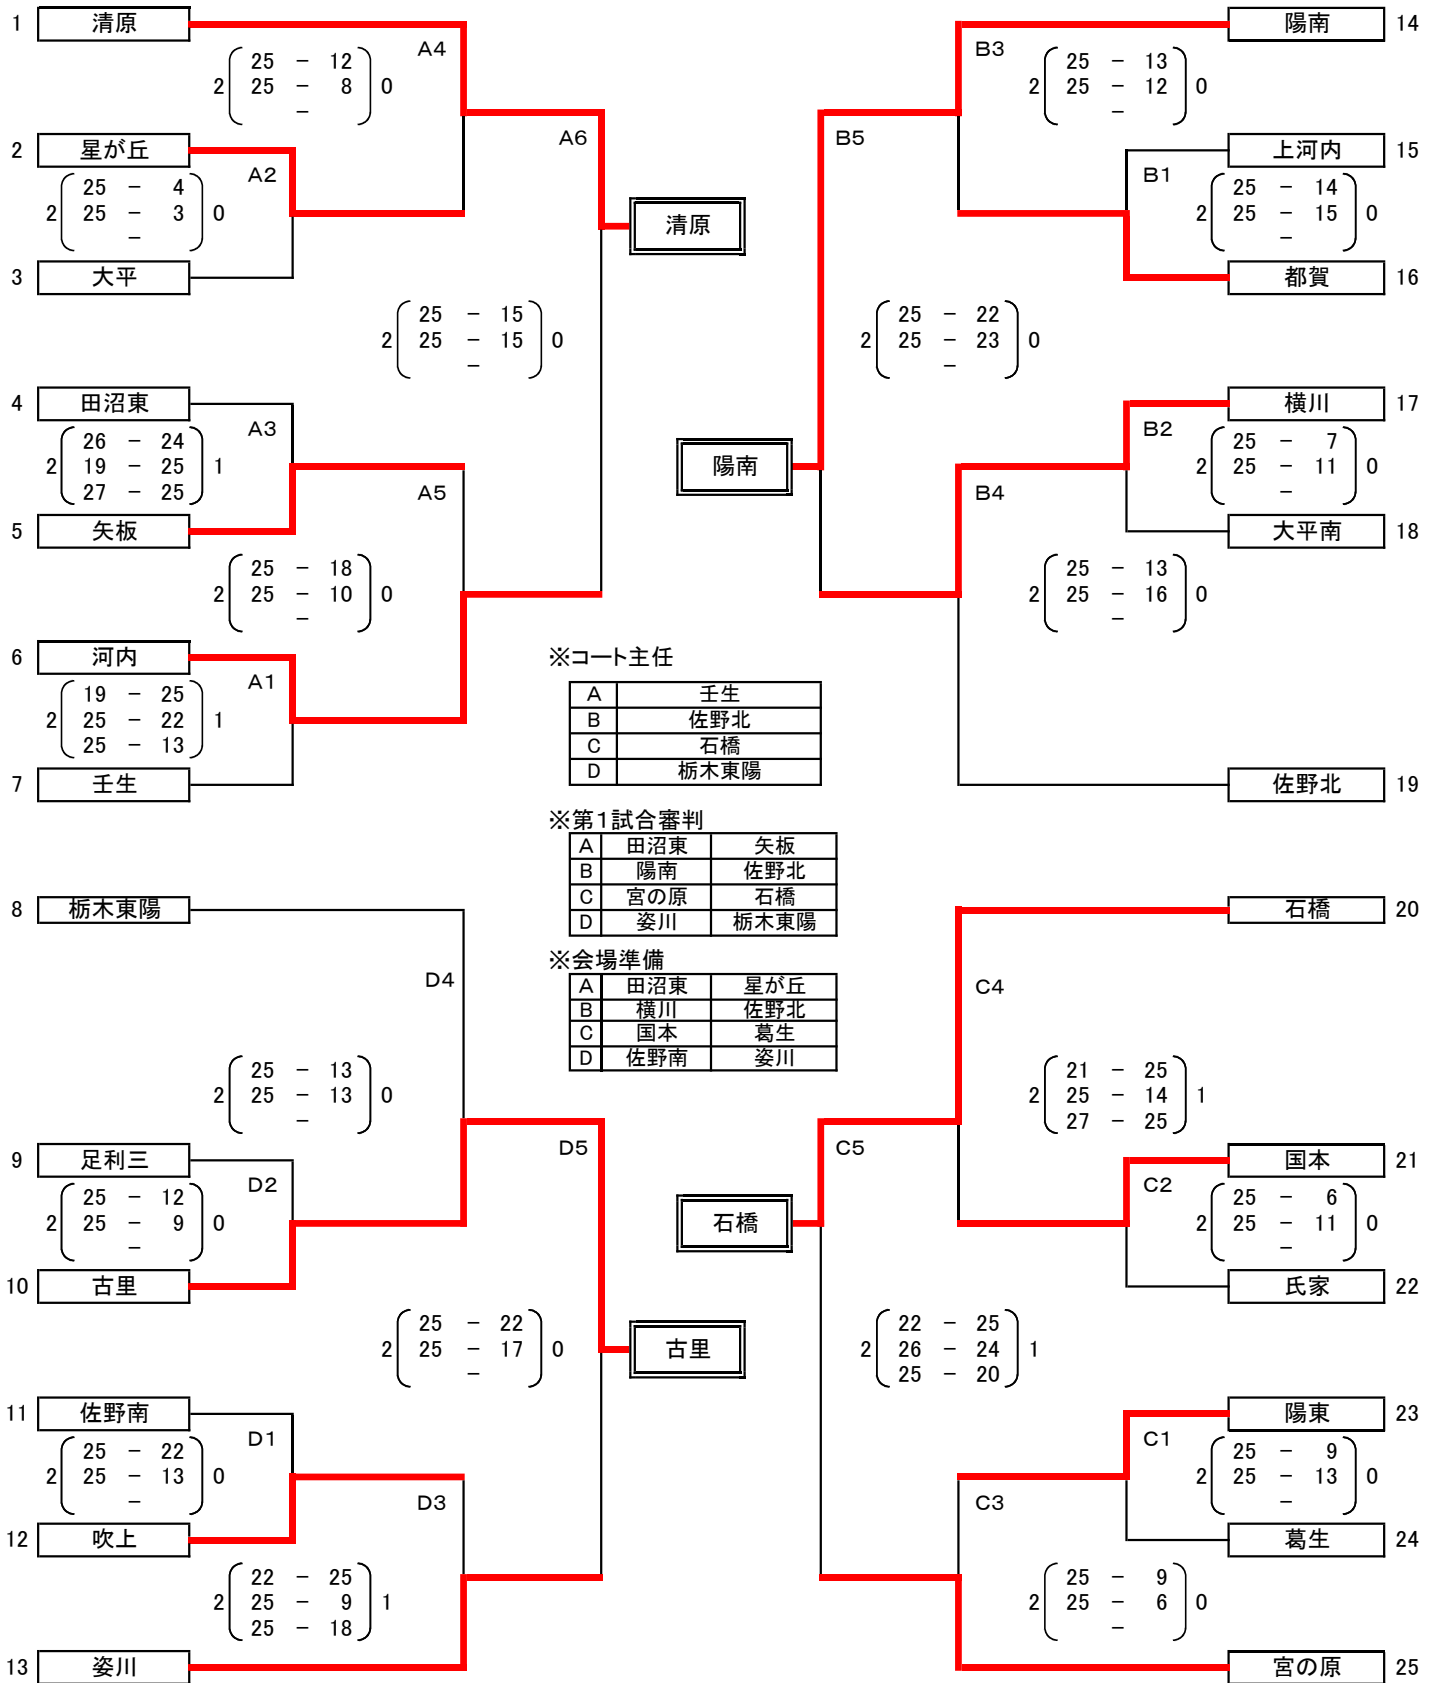 1 清原
A4
25 － 12
2 25 － 8 0
－
2 星が丘
A2
25 － 4
2 25 － 3 0
－
3 大平
A6
清原
25 － 15
2 25 － 15 0
－
4 田沼東
A3
26 － 24
2 19 － 25 1
27 － 25
5 矢板
A5
25 － 18
2 25 － 10 0
－
6 河内
A1
19 － 25
2 25 － 22 1
25 － 13
7 壬生
陽南 14
B3
25 － 13
2 25 － 12 0
－
上河内 15
B1
25 － 14
2 25 － 15 0
－
都賀 16
B5
陽南
25 － 22
2 25 － 23 0
－
横川 17
B2
25 － 7
2 25 － 11 0
－
大平南 18
B4
25 － 13
2 25 － 16 0
－
佐野北 19
※コート主任
A 壬生
B 佐野北
C 石橋
D 栃木東陽
※第1試合審判
A 田沼東 矢板
B 陽南 佐野北
C 宮の原 石橋
D 姿川 栃木東陽
※会場準備
A 田沼東 星が丘
B 横川 佐野北
C 国本 葛生
D 佐野南 姿川
8 栃木東陽
D4
25 － 13
2 25 － 13 0
－
9 足利三
D2
25 － 12
2 25 － 9 0
－
10 古里
D5
25 － 22
2 25 － 17 0
－
古里
11 佐野南
D1
25 － 22
2 25 － 13 0
－
12 吹上
D3
22 － 25
2 25 － 9 1
25 － 18
13 姿川
石橋 20
C4
21 － 25
2 25 － 14 1
27 － 25
国本 21
C2
25 － 6
2 25 － 11 0
－
氏家 22
C5
石橋
22 － 25
2 26 － 24 1
25 － 20
陽東 23
C1
25 － 9
2 25 － 13 0
－
葛生 24
C3
25 － 9
2 25 － 6 0
－
宮の原 25